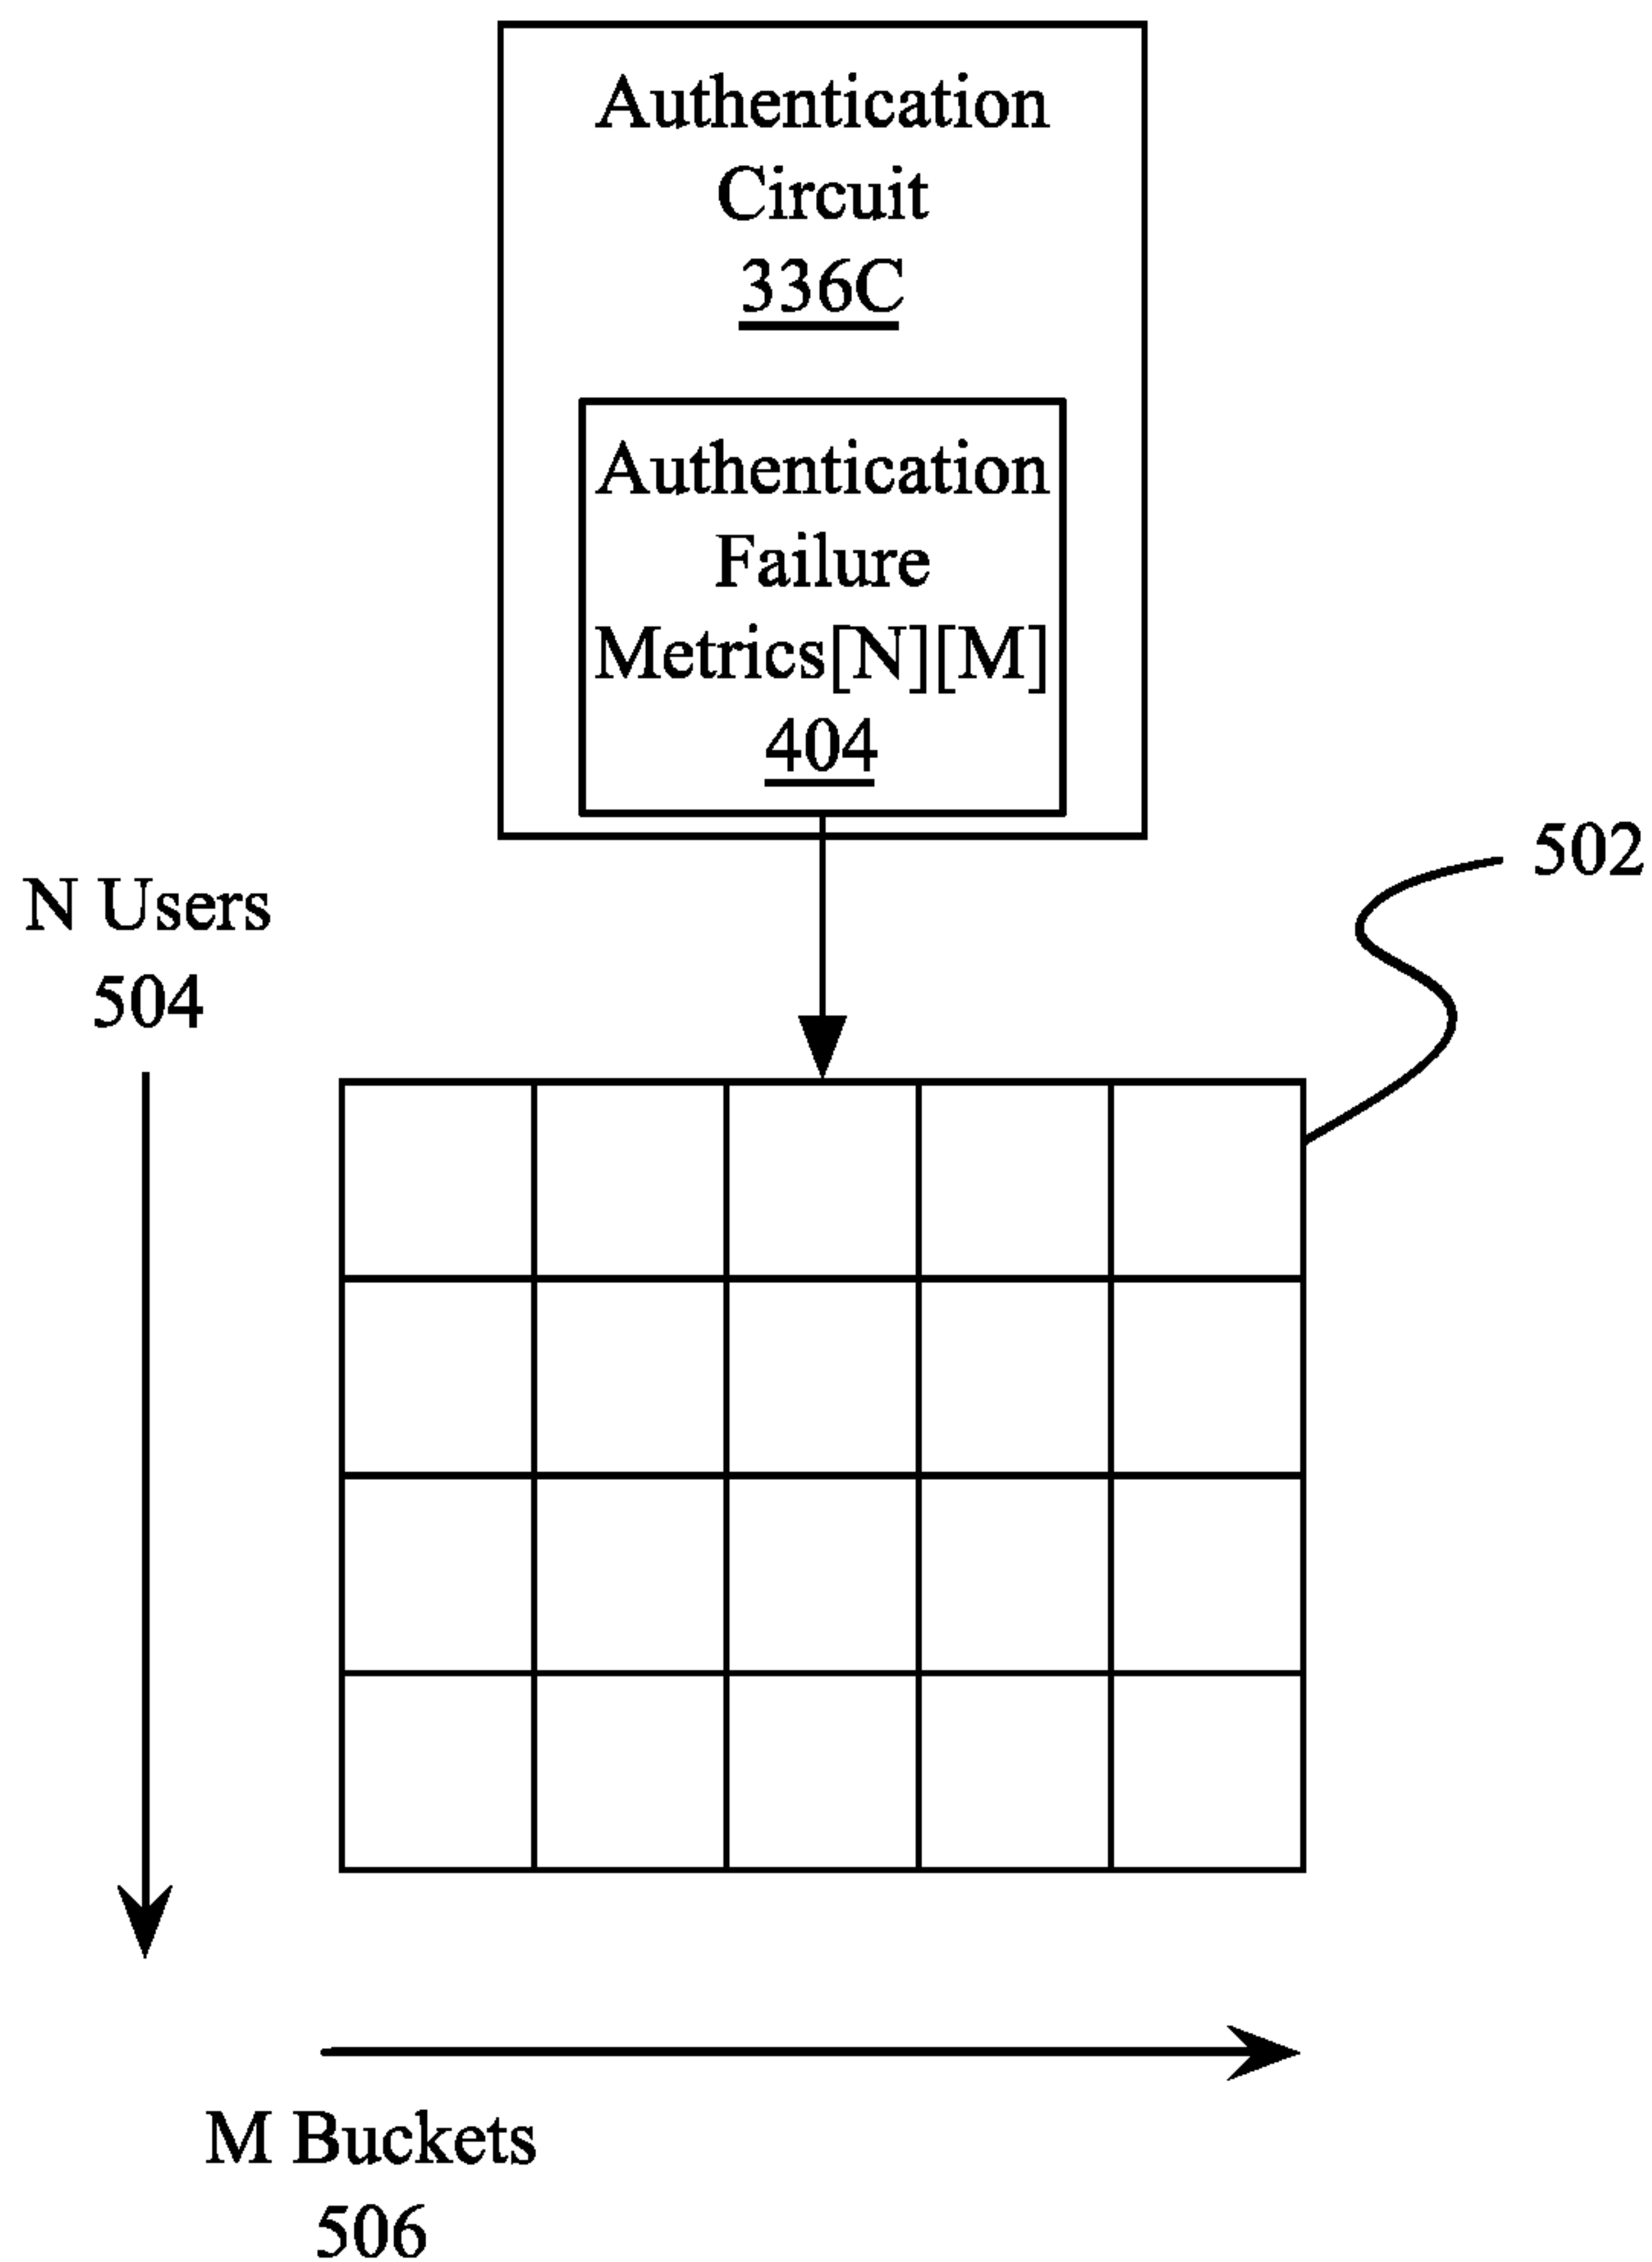 Authentication
Circuit
336C
Authentication
Failure
Metrics[N][M]
404
502
N Users
504
M Buckets
506